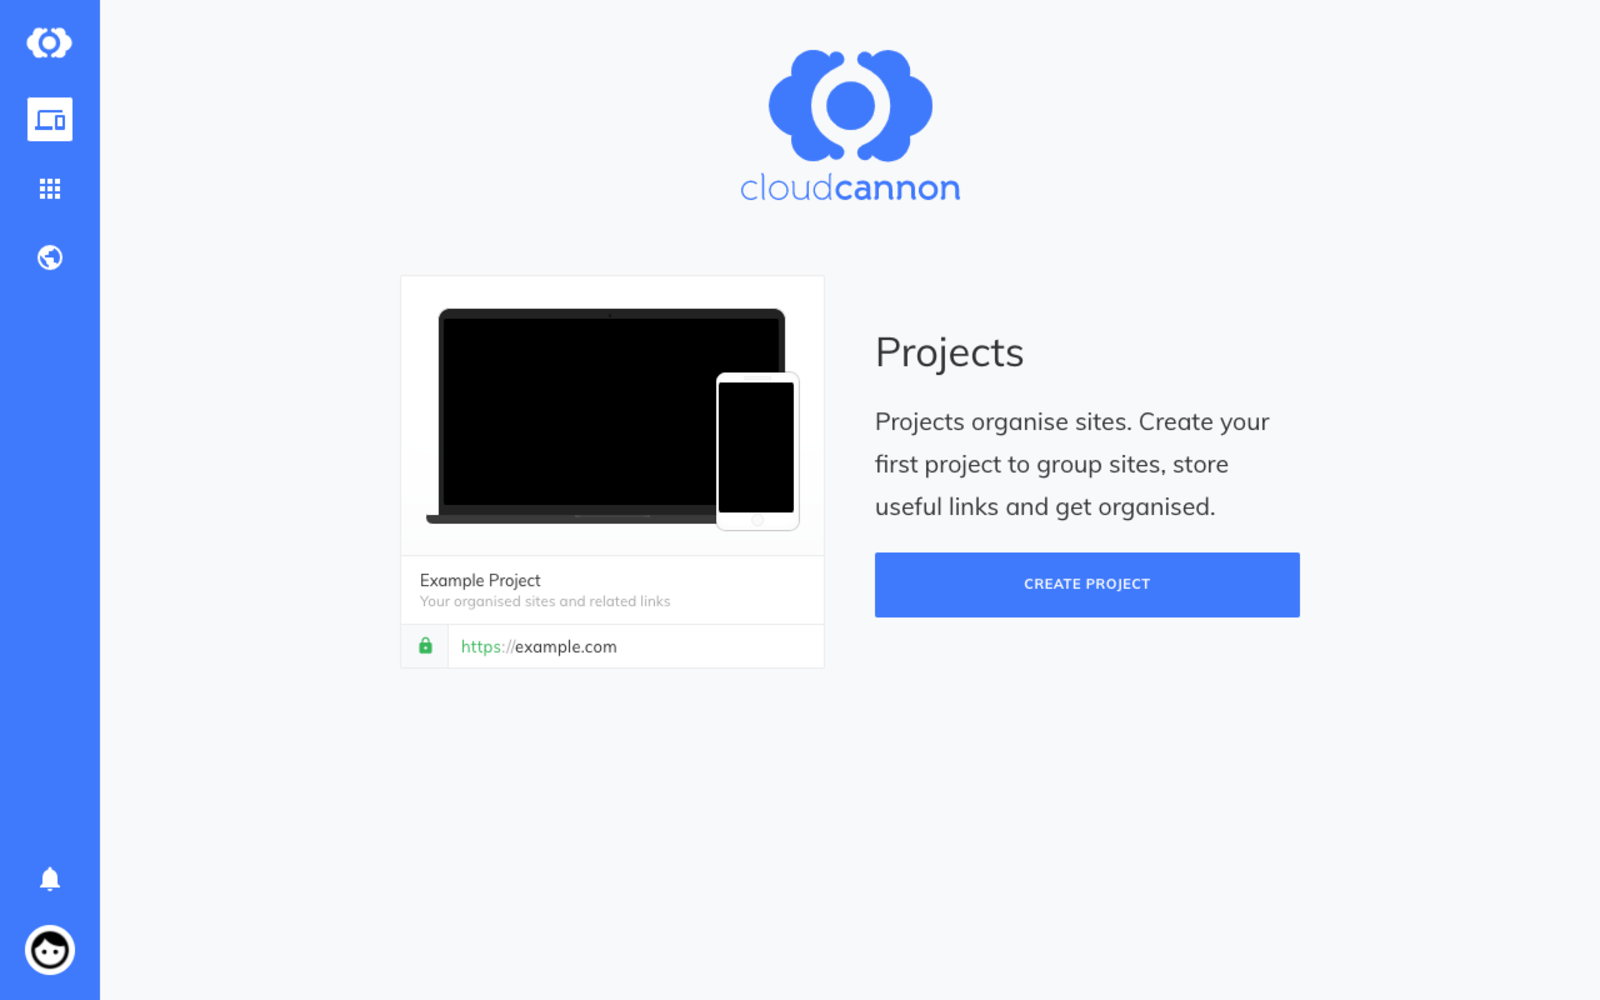 cloudcannon
Projects
Projects organise sites. Create your
first project to group sites, store
useful links and get organised.
CREATE PROJECT
Example Project
Your organised sites and related links
https://example.com